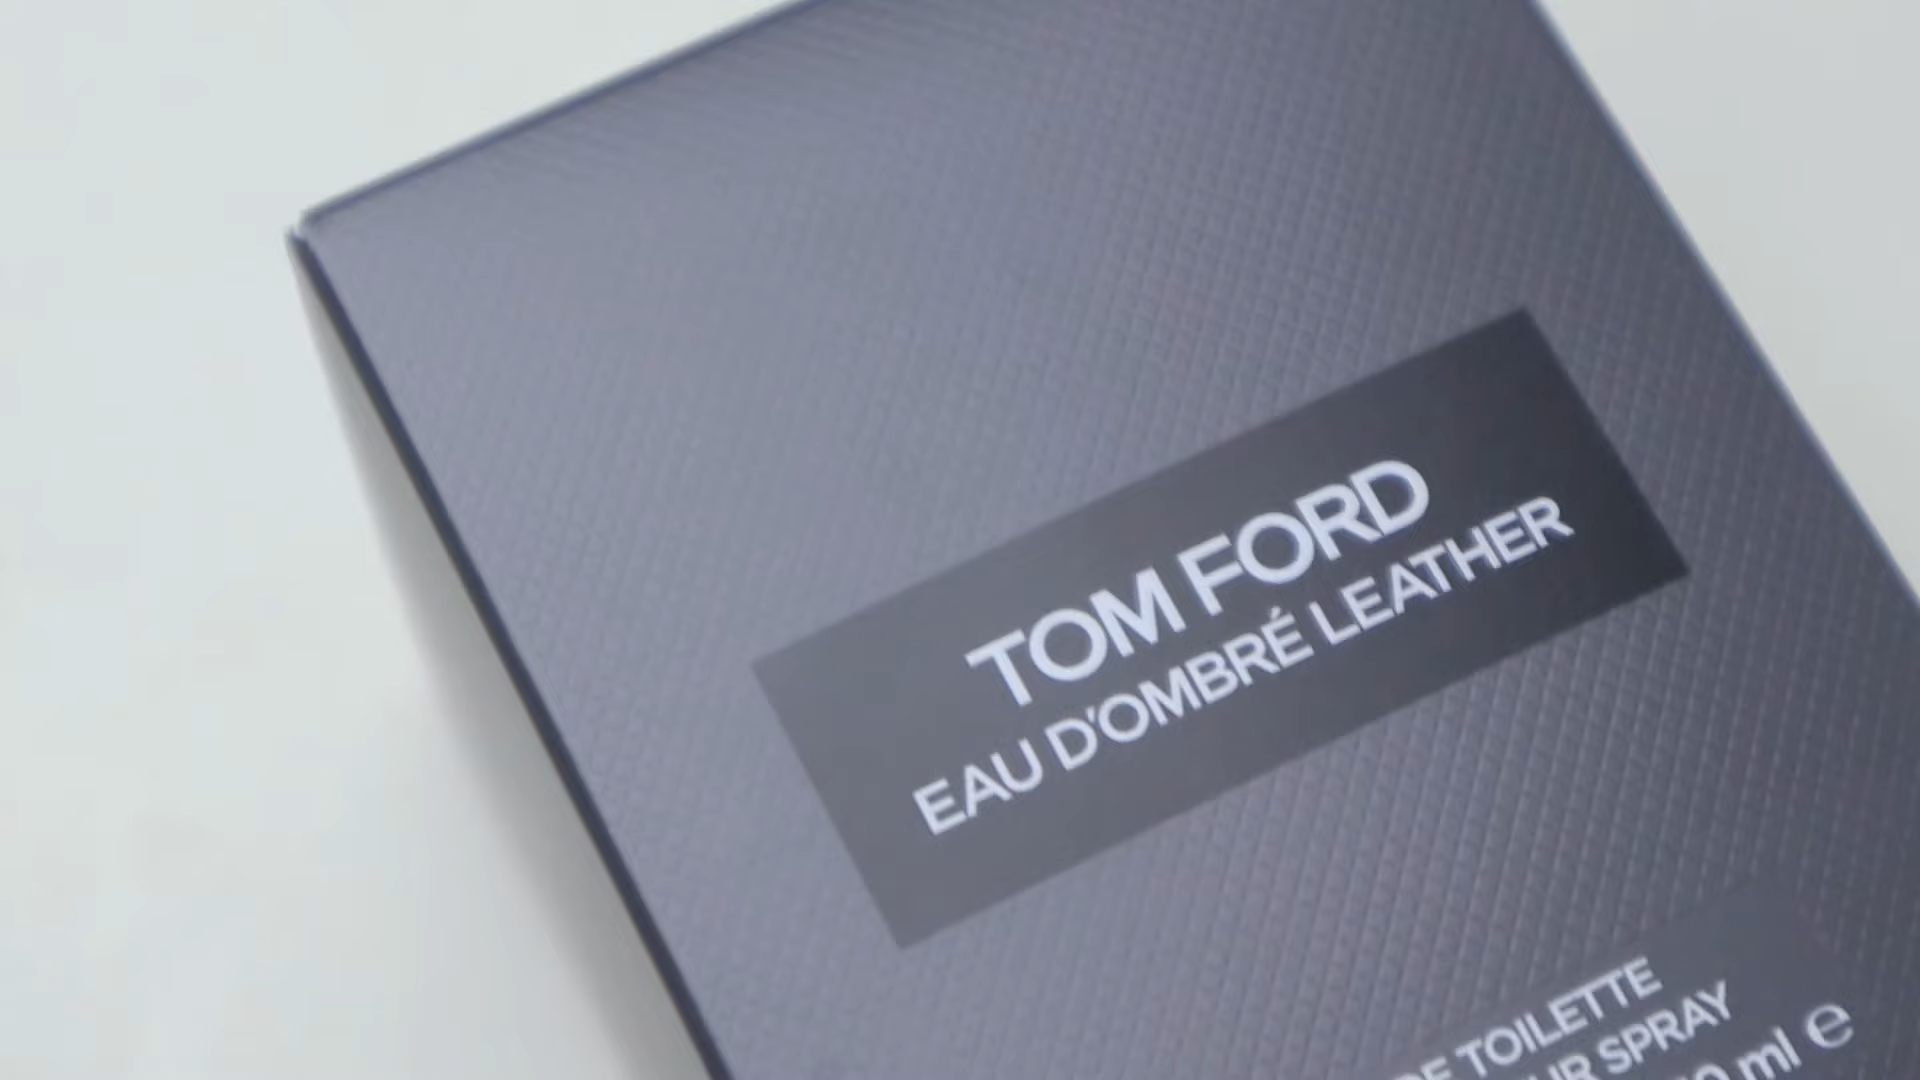 TOM FORD
EAU D'OMBRÉ LEATHER
TOILETTE
SPRAY
ml e